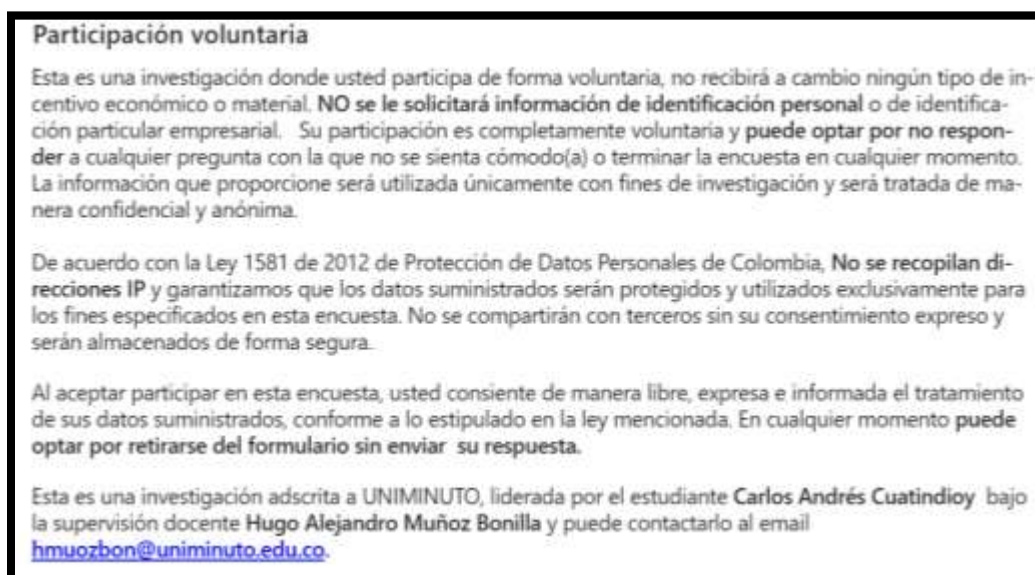 Participación voluntaria
Esta es una investigación donde usted participa de forma voluntaria, no recibirá a cambio ningún tipo de in-
centivo económico o material. NO se le solicitará información de identificación personal o de identifica-
ción particular empresarial. Su participación es completamente voluntaria y puede optar por no respon-
der a cualquier pregunta con la que no se sienta cómodo(a) o terminar la encuesta en cualquier momento.
La información que proporcione será utilizada únicamente con fines de investigación y será tratada de ma-
nera confidencial y anónima.
De acuerdo con la Ley 1581 de 2012 de Protección de Datos Personales de Colombia, No se recopilan di-
recciones IP y garantizamos que los datos suministrados serán protegidos y utilizados exclusivamente para
los fines especificados en esta encuesta. No se compartirán con terceros sin su consentimiento expreso y
serán almacenados de forma segura.
Al aceptar participar en esta encuesta, usted consiente de manera libre, expresa e informada el tratamiento
de sus datos suministrados, conforme a lo estipulado en la ley mencionada. En cualquier momento puede
optar por retirarse del formulario sin enviar su respuesta.
Esta es una investigación adscrita a UNIMINUTO, liderada por el estudiante Carlos Andrés Cuatindioy bajo
la supervisión docente Hugo Alejandro Muñoz Bonilla y puede contactarlo al email
hmuozbon@uniminuto.edu.co.